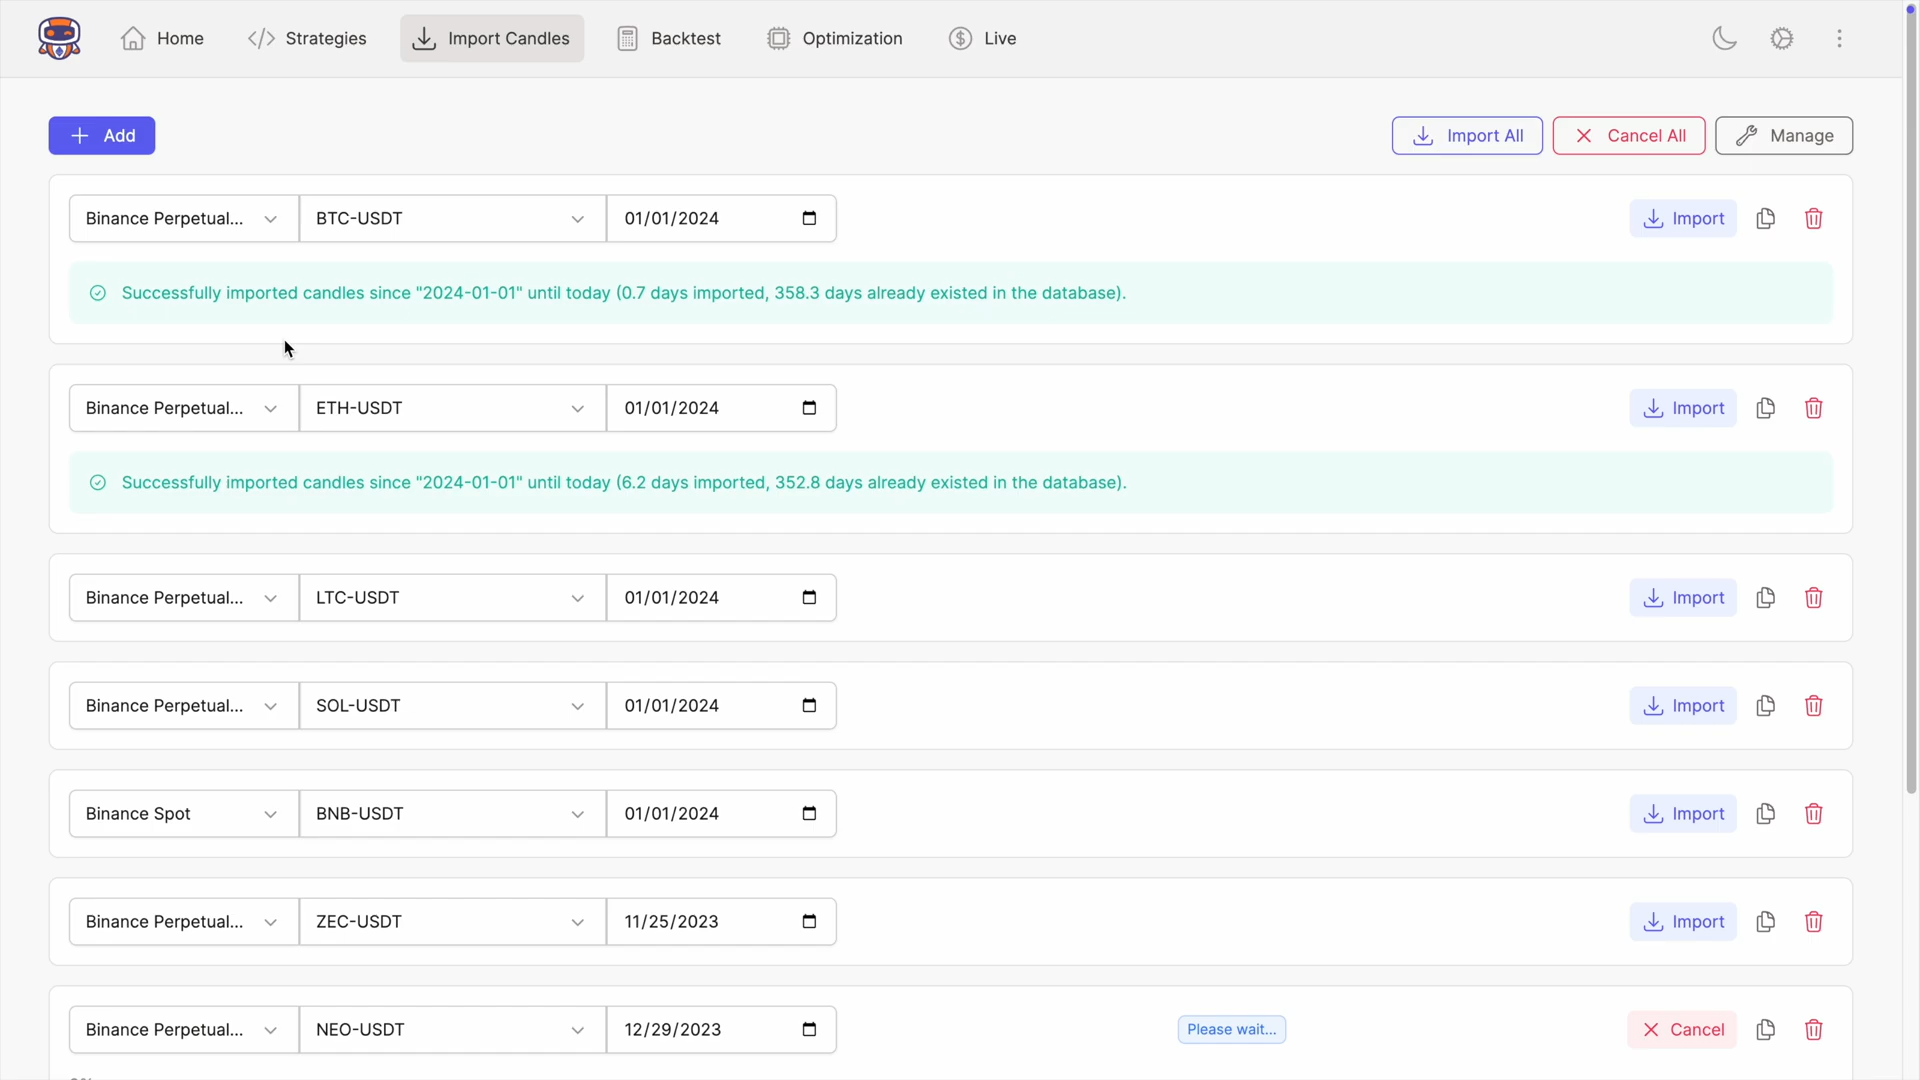 Home
Strategies
Import Candles
Backtest
Optimization
Live
Add
Import All
Cancel All
Manage
Binance Perpetual... BTC-USDT 01/01/2024 Import
Successfully imported candles since "2024-01-01" until today (0.7 days imported, 358.3 days already existed in the database).
Binance Perpetual... ETH-USDT 01/01/2024 Import
Successfully imported candles since "2024-01-01" until today (6.2 days imported, 352.8 days already existed in the database).
Binance Perpetual... LTC-USDT 01/01/2024 Import
Binance Perpetual... SOL-USDT 01/01/2024 Import
Binance Spot BNB-USDT 01/01/2024 Import
Binance Perpetual... ZEC-USDT 11/25/2023 Import
Binance Perpetual... NEO-USDT 12/29/2023 Please wait... Cancel